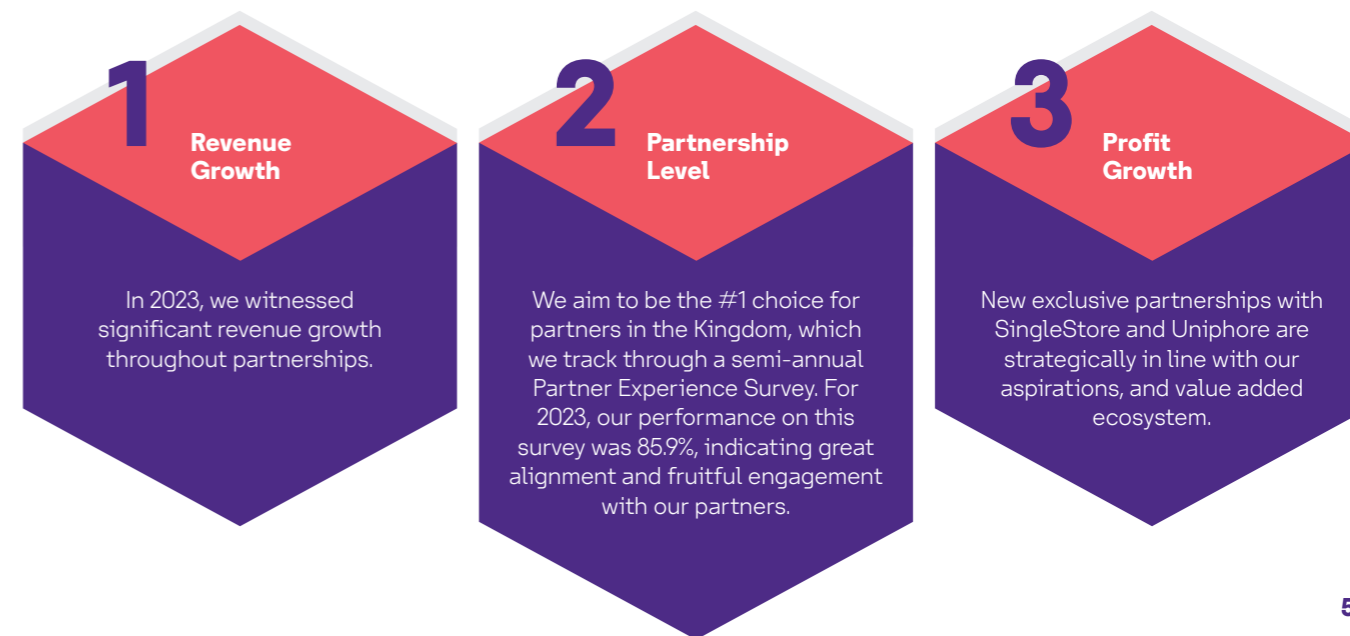 1
Revenue
Growth
In 2023, we witnessed
significant revenue growth
throughout partnerships.
2
Partnership
Level
We aim to be the #1 choice for
partners in the Kingdom, which
we track through a semi-annual
Partner Experience Survey. For
2023, our performance on this
survey was 85.9%, indicating great
alignment and fruitful engagement
with our partners.
3
Profit
Growth
New exclusive partnerships with
SingleStore and Uniphore are
strategically in line with our
aspirations, and value added
ecosystem.
5